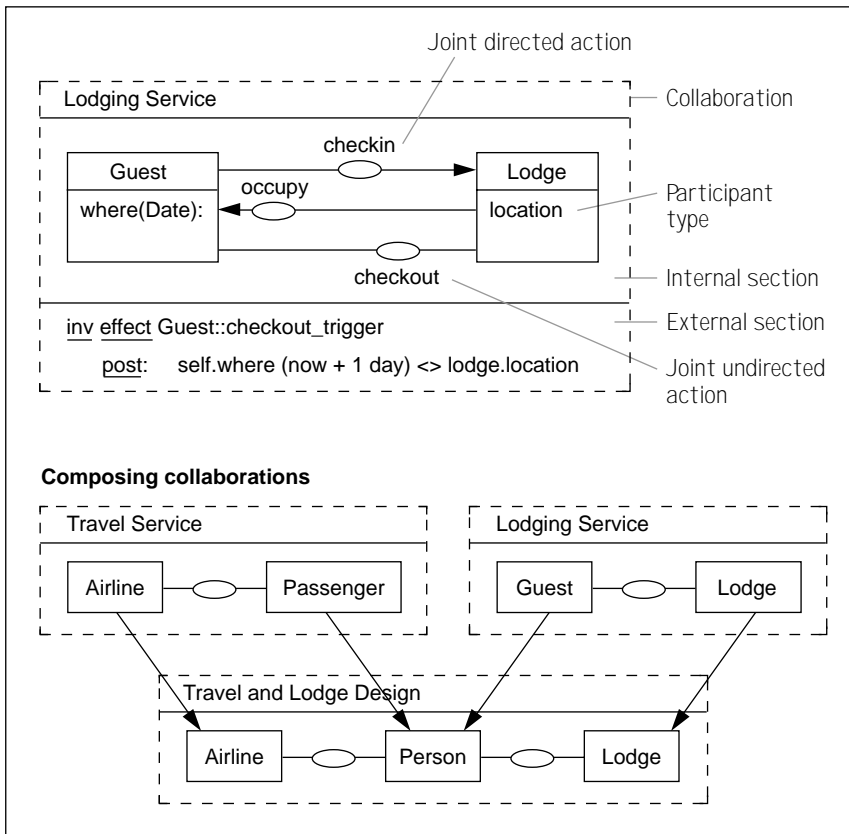 Joint directed action
Lodging Service
Collaboration
checkin
Guest
Lodge
occupy
where(Date):
location
Participant
type
checkout
Internal section
External section
inv effect Guest::checkout_trigger
post: self.where (now + 1 day) <> lodge.location
Joint undirected
action
Composing collaborations
Travel Service
Lodging Service
Airline
Passenger
Guest
Lodge
Travel and Lodge Design
Airline
Person
Lodge